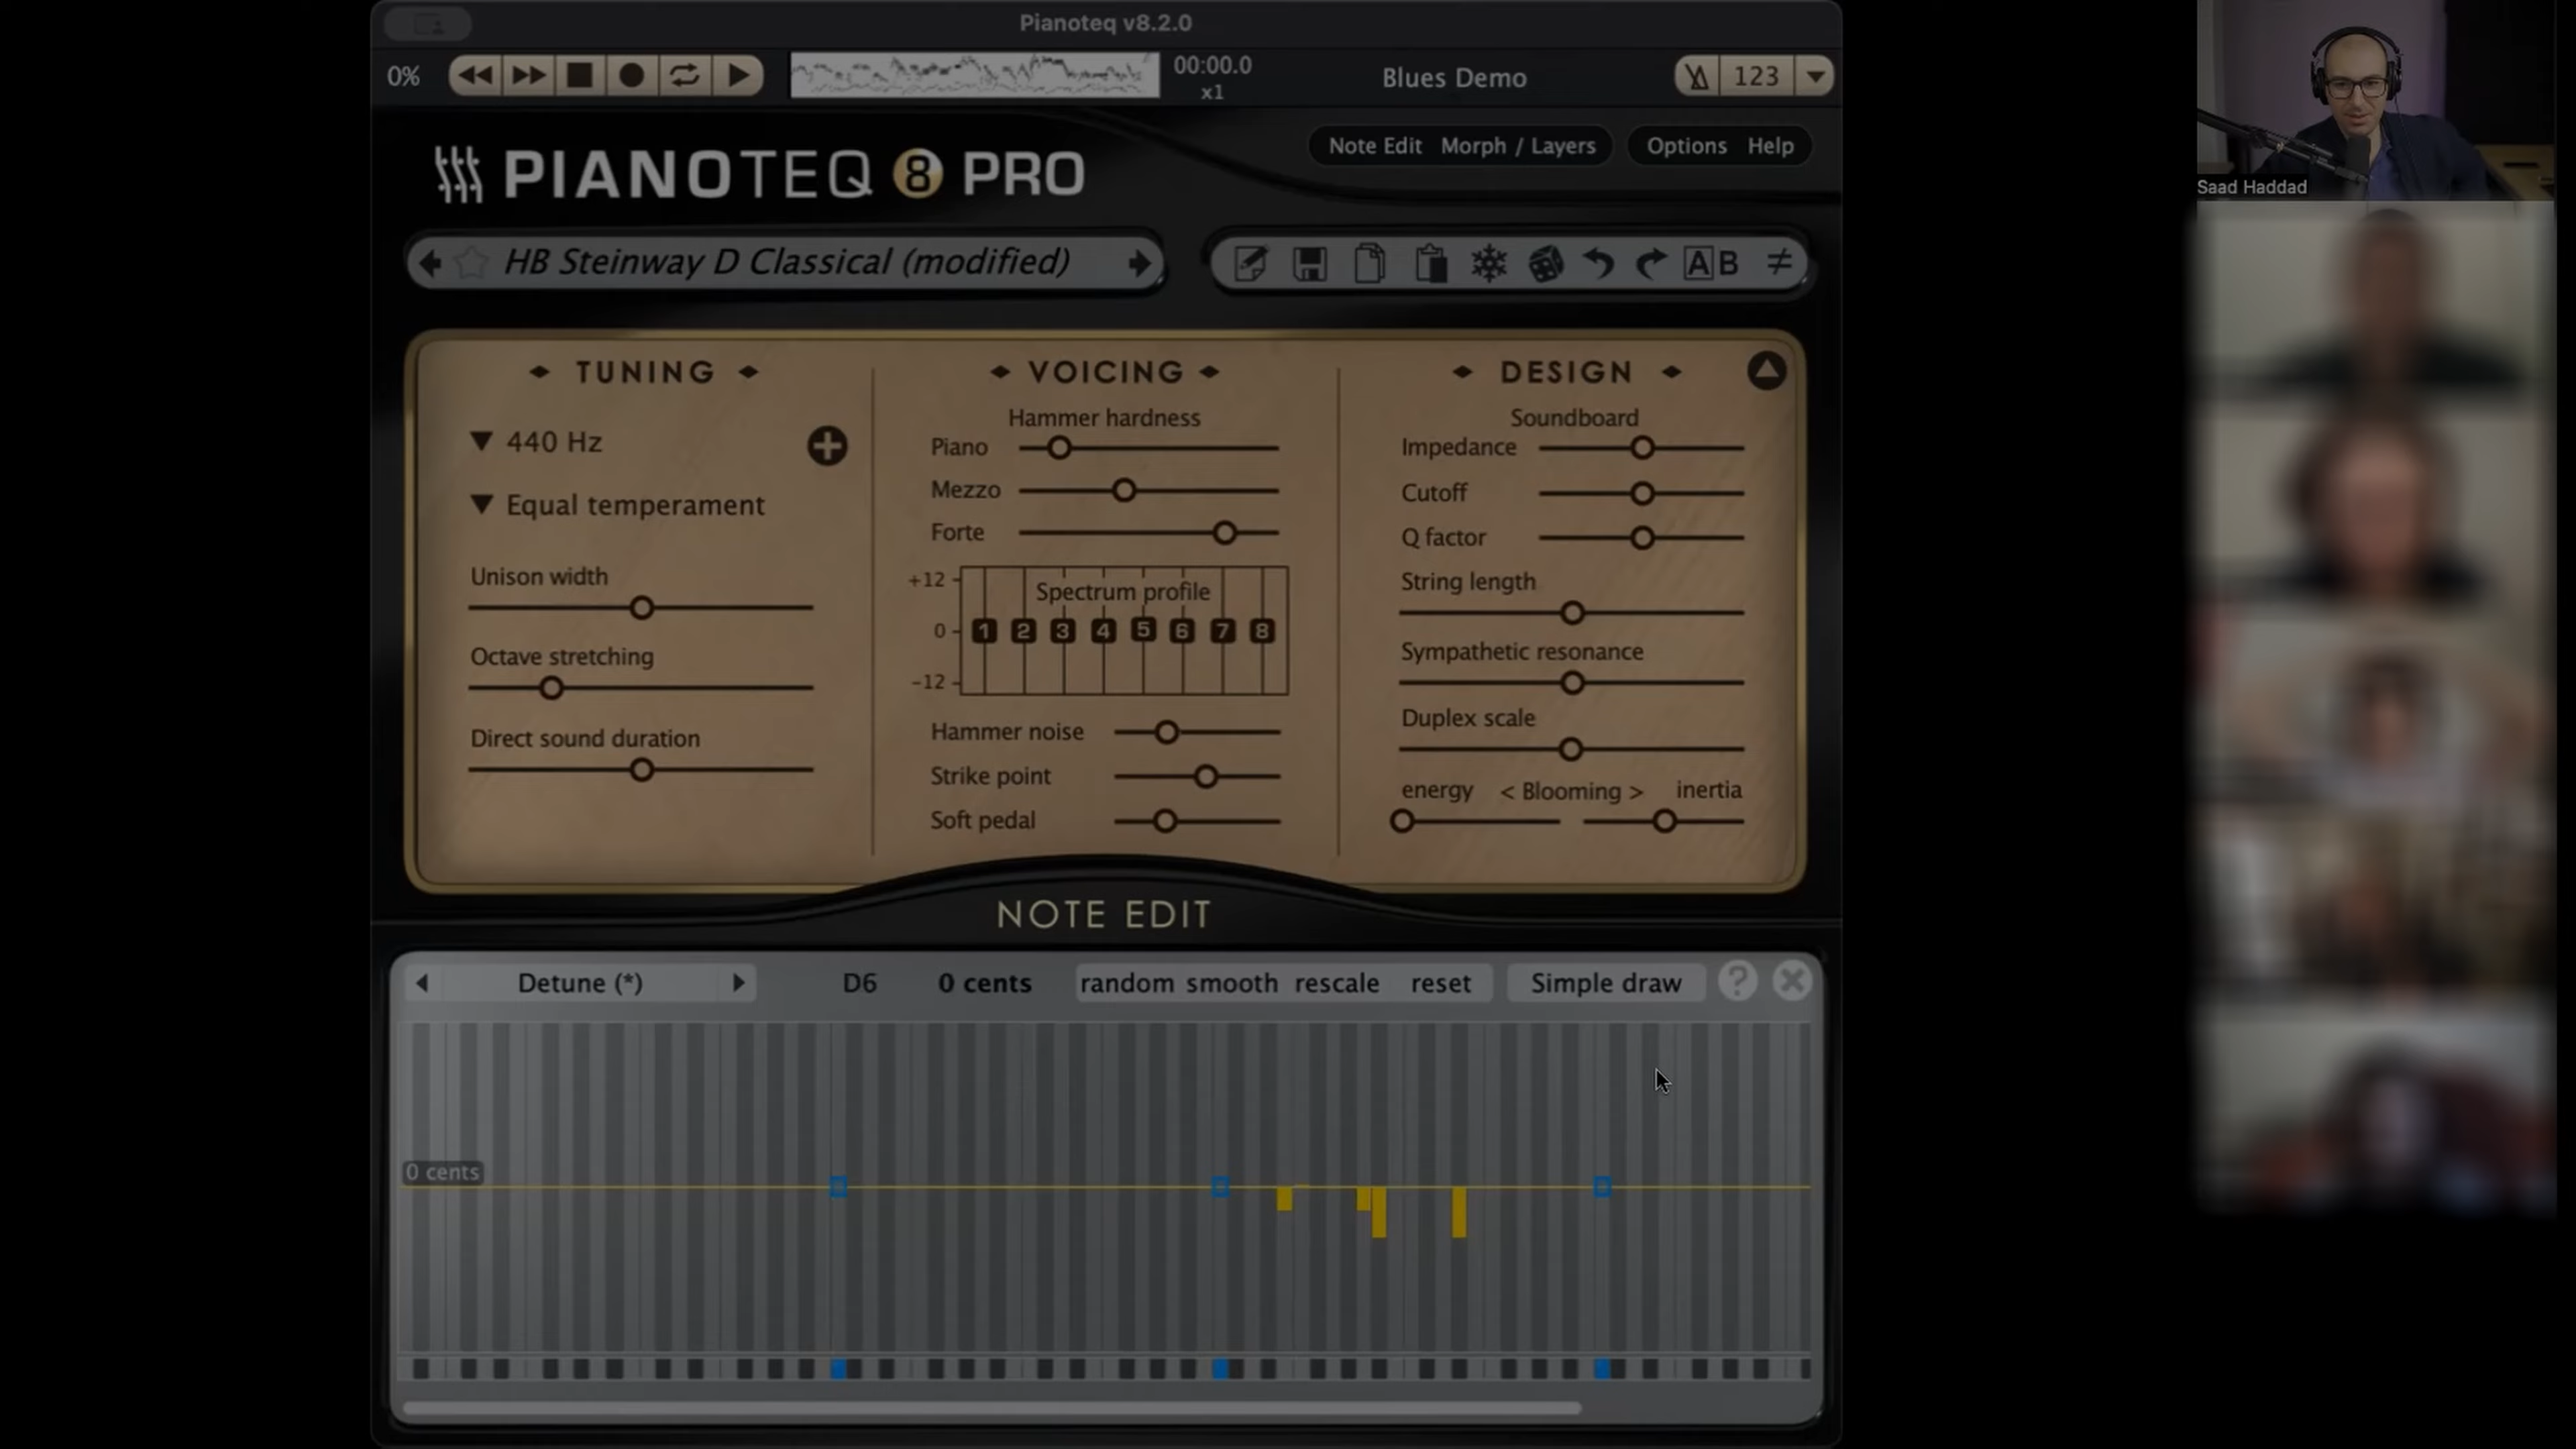 Pianoteq v8.2.0
0%
00:00.0
x1
Blues Demo
123
Note Edit Morph / Layers
Options Help
PIANOTEQ 8 PRO
HB Steinway D Classical (modified)
A B ≠
TUNING
440 Hz
Equal temperament
Unison width
Octave stretching
Direct sound duration
VOICING
Hammer hardness
Piano
Mezzo
Forte
Spectrum profile
+12
0
-12
1 2 3 4 5 6 7 8
Hammer noise
Strike point
Soft pedal
DESIGN
Soundboard
Impedance
Cutoff
Q factor
String length
Sympathetic resonance
Duplex scale
energy < Blooming > inertia
NOTE EDIT
Detune (*)
D6 0 cents
random smooth rescale reset
Simple draw
?
0 cents
Saad Haddad